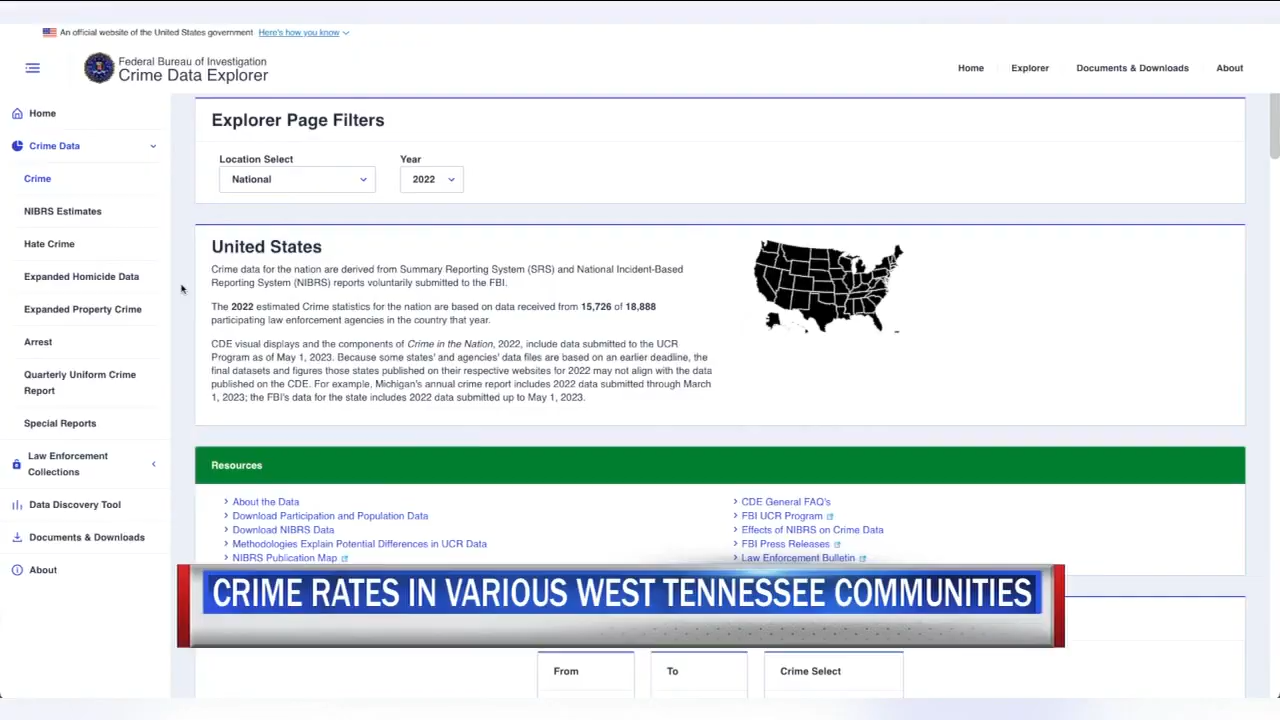 An official website of the United States government Here's how you know
Federal Bureau of Investigation
Crime Data Explorer
Home
Explorer
Documents & Downloads
About
Home
Crime Data
Crime
NIBRS Estimates
Hate Crime
Expanded Homicide Data
Expanded Property Crime
Arrest
Quarterly Uniform Crime
Report
Special Reports
Law Enforcement
Collections
Data Discovery Tool
Documents & Downloads
About
Explorer Page Filters
Location Select
National
Year
2022
United States
Crime data for the nation are derived from Summary Reporting System (SRS) and National Incident-Based
Reporting System (NIBRS) reports voluntarily submitted to the FBI.
The 2022 estimated Crime statistics for the nation are based on data received from 15,726 of 18,888
participating law enforcement agencies in the country that year.
CDE visual displays and the components of Crime in the Nation, 2022, include data submitted to the UCR
Program as of May 1, 2023. Because some states' and agencies' data files are based on an earlier deadline, the
final datasets and figures those states published on their respective websites for 2022 may not align with the data
published on the CDE. For example, Michigan's annual crime report includes 2022 data submitted through March
1, 2023; the FBI's data for the state includes 2022 data submitted up to May 1, 2023.
Resources
About the Data
Download Participation and Population Data
Download NIBRS Data
Methodologies Explain Potential Differences in UCR Data
NIBRS Publication Map
CDE General FAQ's
FBI UCR Program
Effects of NIBRS on Crime Data
FBI Press Releases
Law Enforcement Bulletin
CRIME RATES IN VARIOUS WEST TENNESSEE COMMUNITIES
From
To
Crime Select